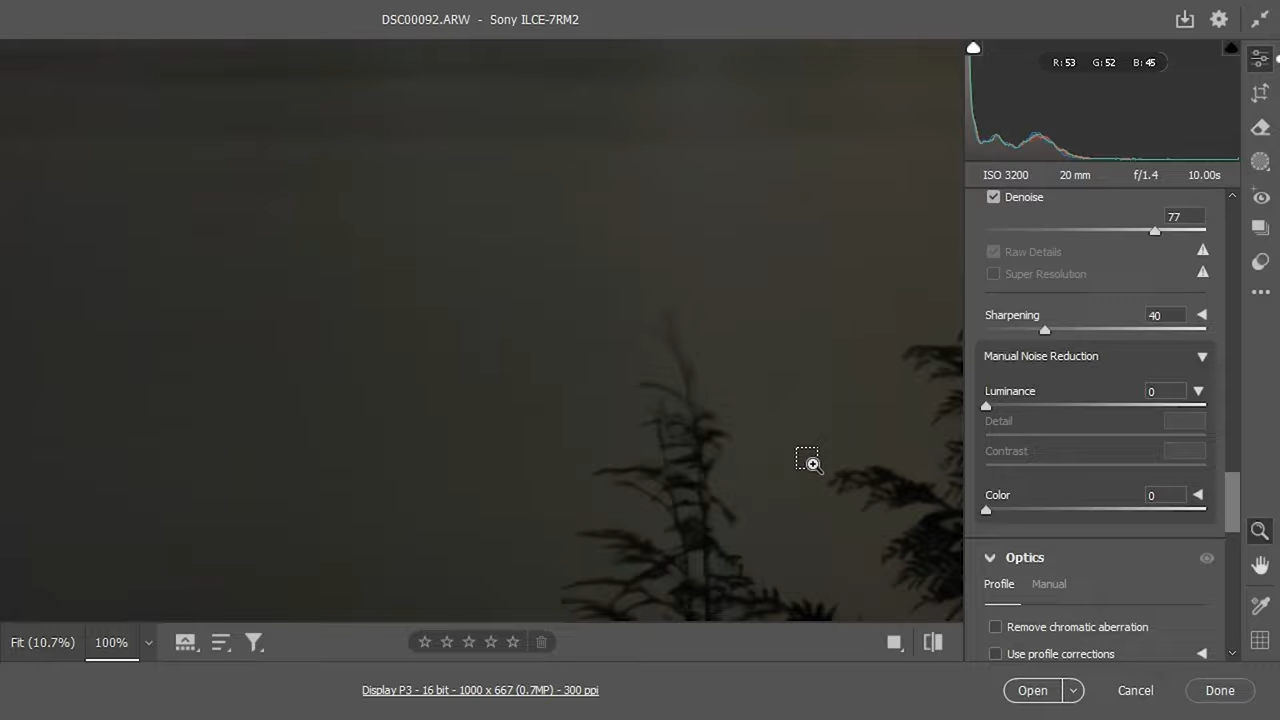 DSC00092.ARW - Sony ILCE-7RM2
R: 53 G: 52 B: 45
ISO 3200 20 mm f/1.4 10.00s
Denoise
77
Raw Details
Super Resolution
Sharpening 40
Manual Noise Reduction
Luminance 0
Detail
Contrast
Color 0
Optics
Profile Manual
Remove chromatic aberration
Use profile corrections
Fit (10.7%) 100%
Display P3 - 16 bit - 1000 x 667 (0.7MP) - 300 ppi
Open Cancel Done